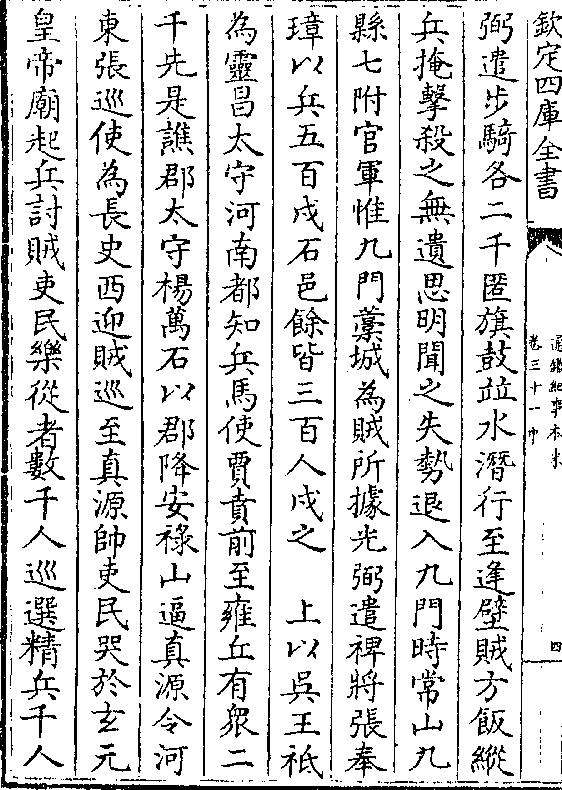 欽定四庫全書
通鑑紀事本末
卷三十一中
四
弼遣步騎各二千匿旗鼓竝水潛行至逢壁賊方飯縱
兵掩擊殺之無遺思明聞之失勢退入九門時常山九
縣七附官軍惟九門藁城為賊所據光弼遣裨將張奉
璋以兵五百戍石邑餘皆三百人戍之　上以吳王祗
為靈昌太守河南都知兵馬使賈賁前至雍丘有眾二
千先是譙郡太守楊萬石以郡降安祿山逼真源令河
東張巡使為長史西迎賊巡至真源帥吏民哭於玄元
皇帝廟起兵討賊吏民樂從者數千人巡選精兵千人